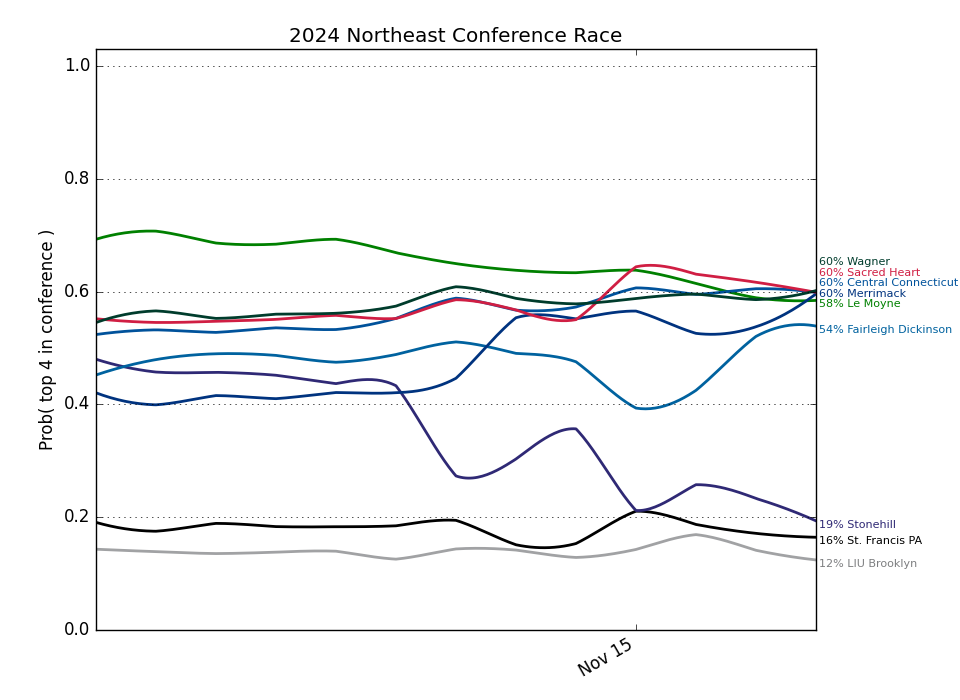 2024 Northeast Conference Race
Prob( top 4 in conference )
1.0
0.8
0.6
0.4
0.2
0.0
60% Wagner
60% Sacred Heart
60% Central Connecticut
60% Merrimack
58% Le Moyne
54% Fairleigh Dickinson
19% Stonehill
16% St. Francis PA
12% LIU Brooklyn
Nov 15